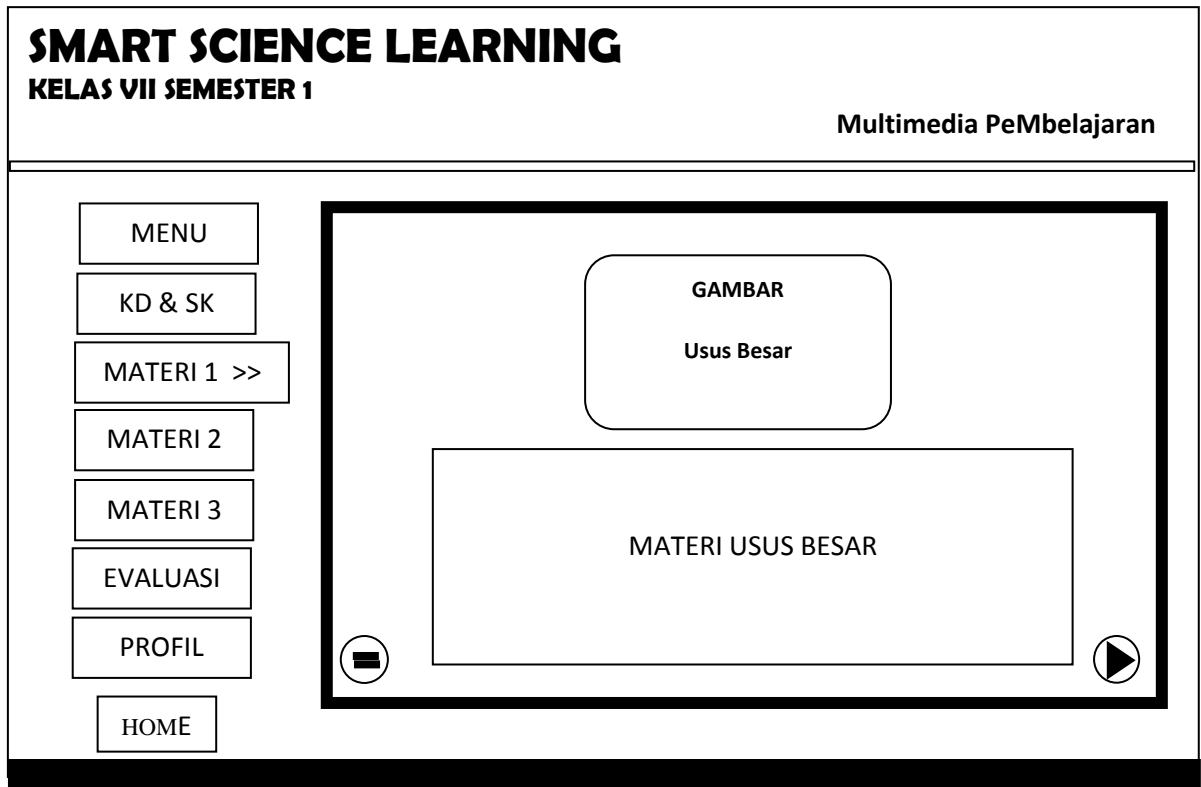 SMART SCIENCE LEARNING
KELAS VII SEMESTER 1
Multimedia PeMbelajaran
MENU
KD & SK
MATERI 1 >>
MATERI 2
MATERI 3
EVALUASI
PROFIL
HOME
GAMBAR
Usus Besar
MATERI USUS BESAR